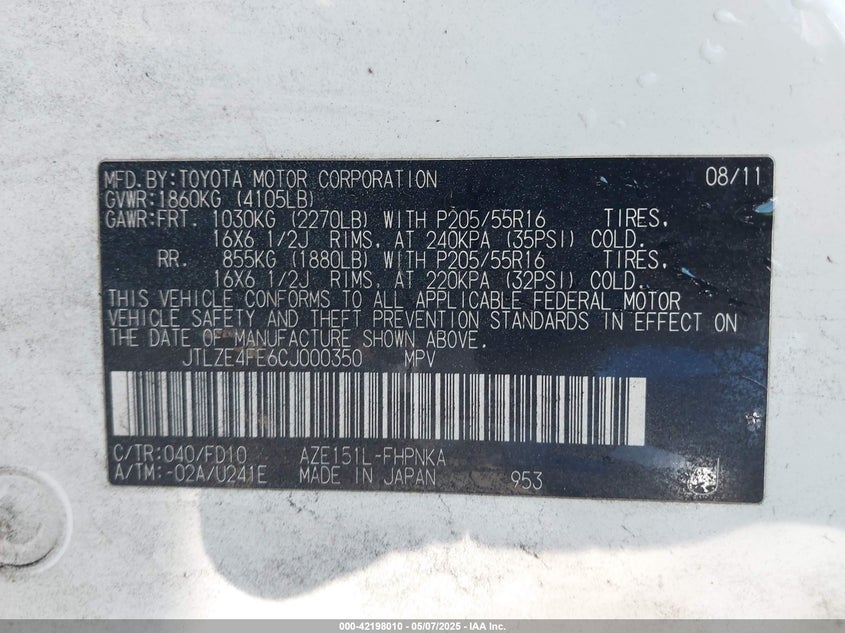 MFD.BY:TOYOTA MOTOR CORPORATION 08/11
GVWR:1860KG (4105LB)
GAWR:FRT. 1030KG (2270LB) WITH P205/55R16 TIRES,
16X6 1/2J RIMS, AT 240KPA (35PSI) COLD.
RR. 855KG (1880LB) WITH P205/55R16 TIRES,
16X6 1/2J RIMS, AT 220KPA (32PSI) COLD.
THIS VEHICLE CONFORMS TO ALL APPLICABLE FEDERAL MOTOR
VEHICLE SAFETY AND THEFT PREVENTION STANDARDS IN EFFECT ON
THE DATE OF MANUFACTURE SHOWN ABOVE.
JTLZE4FE6CJ000350 MPV
C/TR:040/FD10 AZE151L-FHPNKA
A/TM:-02A/U241E MADE IN JAPAN 953
000-42198010 — 05/07/2025 — IAA Inc.